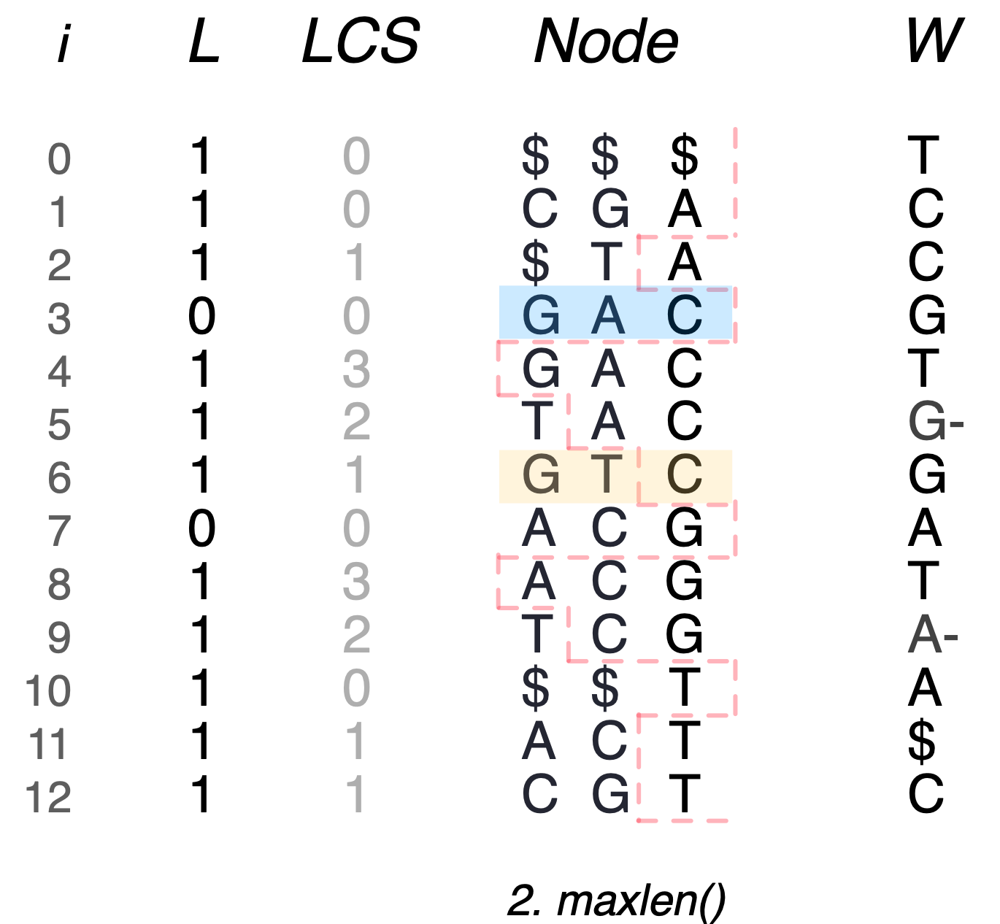 i L LCS Node W
0 1 0 $ $ $ T
1 1 0 C G A C
2 1 1 $ T A C
3 0 0 G A C G
4 1 3 G A C T
5 1 2 T A C G-
6 1 1 G T C G
7 0 0 A C G A
8 1 3 A C G T
9 1 2 T C G A-
10 1 0 $ $ T A
11 1 1 A C T $
12 1 1 C G T C
2. maxlen()